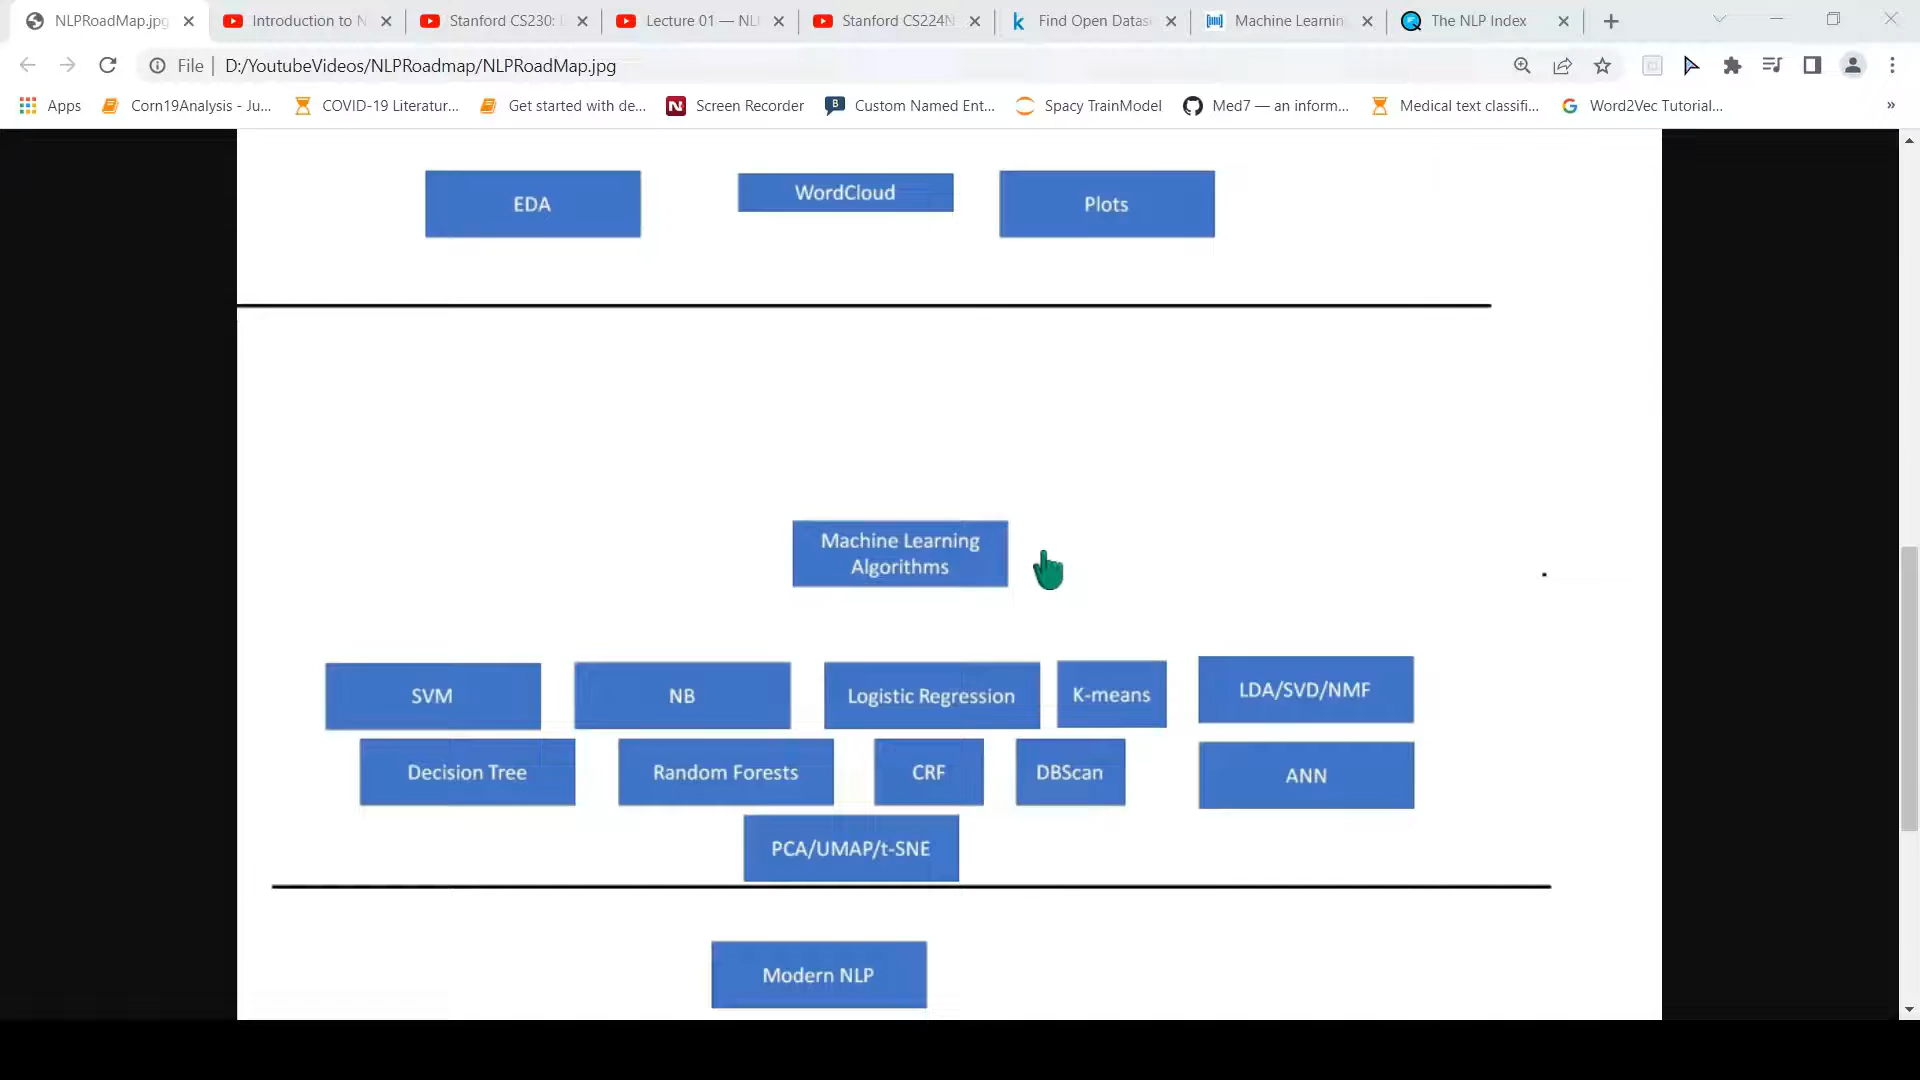 NLPRoadMap.jpg
Introduction to N
Stanford CS230:
Lecture 01 — NL
Stanford CS224N
Find Open Datas
Machine Learnin
The NLP Index
File
D:/YoutubeVideos/NLPRoadmap/NLPRoadMap.jpg
Apps
Corn19Analysis - Ju...
COVID-19 Literatur...
Get started with de...
Screen Recorder
Custom Named Ent...
Spacy TrainModel
Med7 — an inform...
Medical text classifi...
Word2Vec Tutorial...
»
EDA
WordCloud
Plots
Machine Learning
Algorithms
SVM
NB
Logistic Regression
K-means
LDA/SVD/NMF
Decision Tree
Random Forests
CRF
DBScan
ANN
PCA/UMAP/t-SNE
Modern NLP